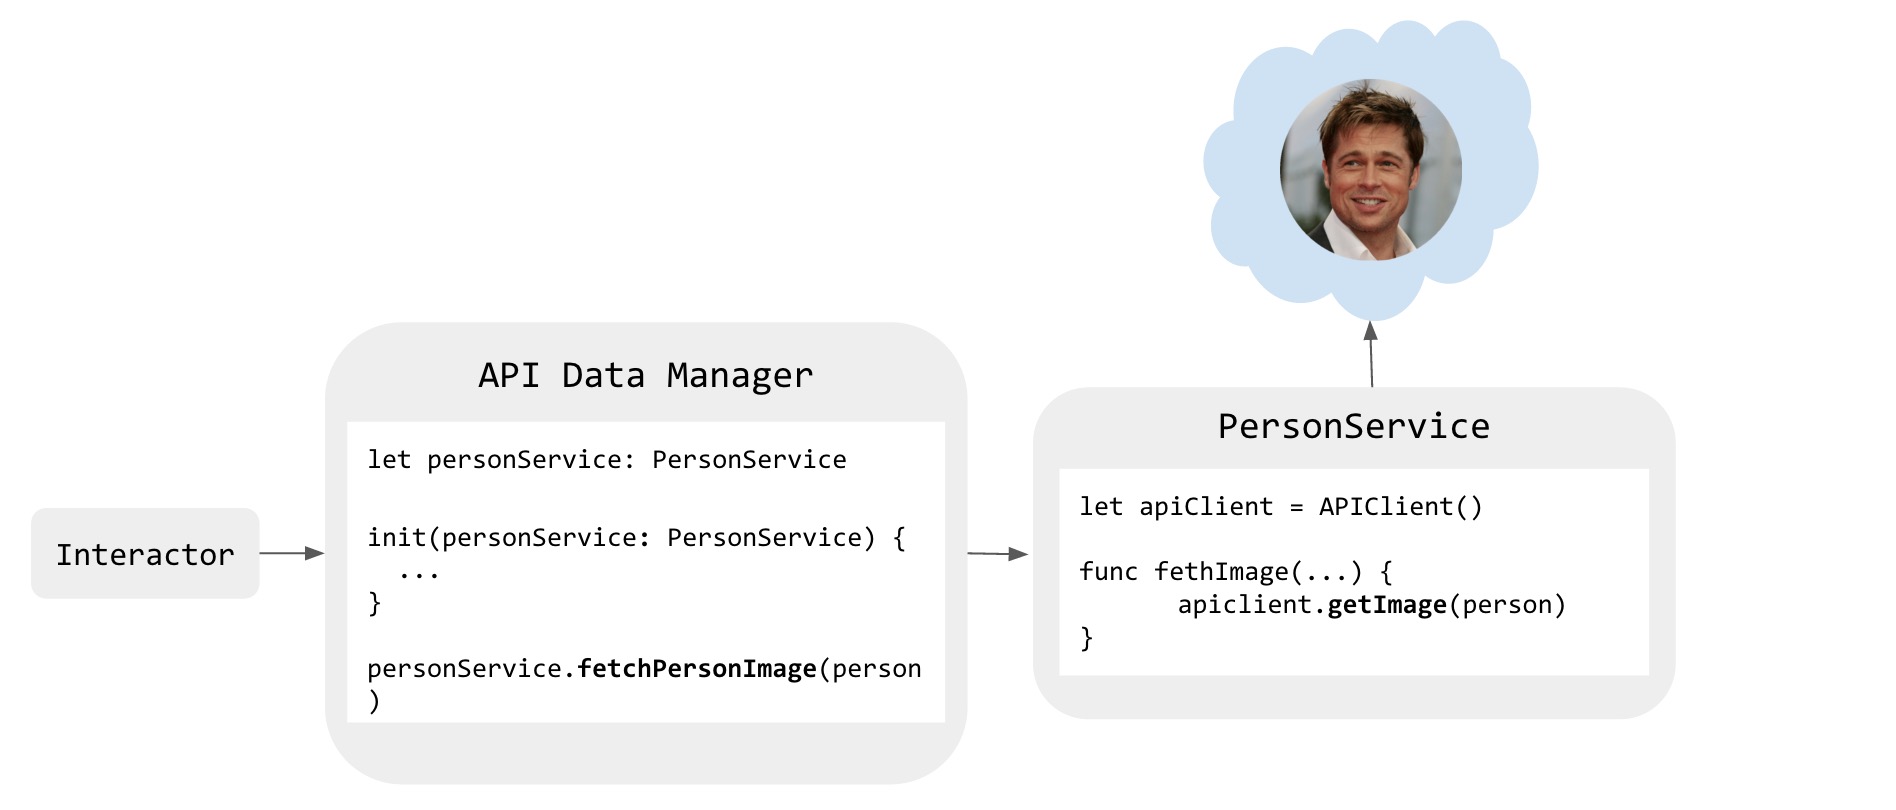 Interactor
API Data Manager
let personService: PersonService
init(personService: PersonService) {
...
}
personService.fetchPersonImage(person
)
PersonService
let apiClient = APIClient()
func fethImage(...) {
apiclient.getImage(person)
}